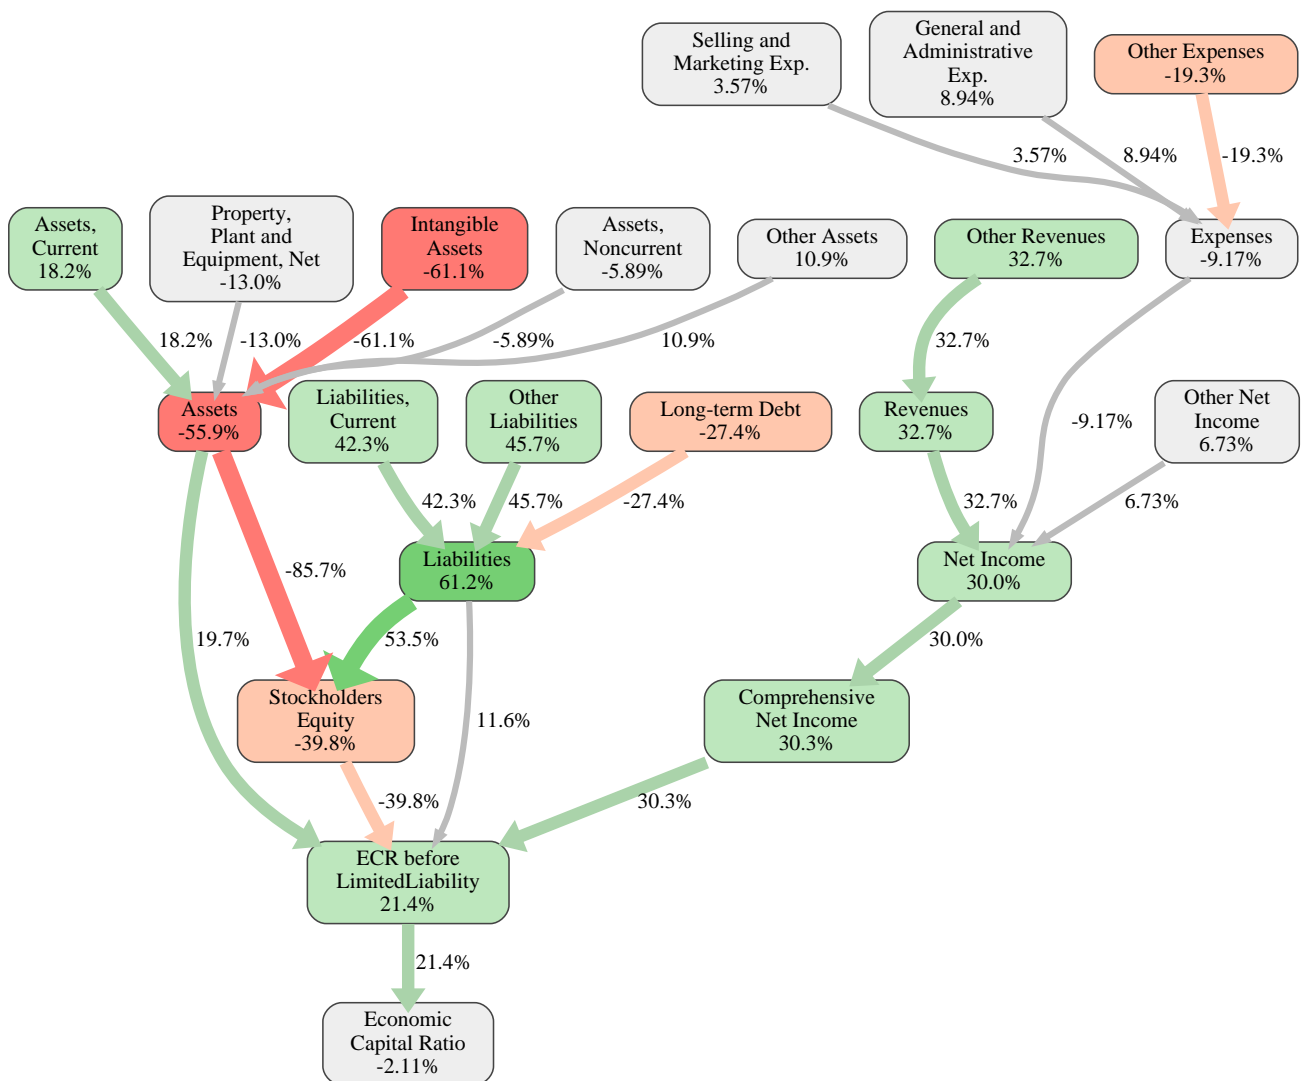 Selling and
Marketing Exp.
3.57%
General and
Administrative
Exp.
8.94%
Other Expenses
-19.3%
3.57%
8.94%
-19.3%
Assets,
Current
18.2%
Property,
Plant and
Equipment, Net
-13.0%
Intangible
Assets
-61.1%
Assets,
Noncurrent
-5.89%
Other Assets
10.9%
Other Revenues
32.7%
Expenses
-9.17%
18.2%
-13.0%
-61.1%
-5.89%
10.9%
32.7%
Assets
-55.9%
Liabilities,
Current
42.3%
Other
Liabilities
45.7%
Long-term Debt
-27.4%
Revenues
32.7%
-9.17%
Other Net
Income
6.73%
42.3%
45.7%
-27.4%
32.7%
6.73%
-85.7%
Liabilities
61.2%
Net Income
30.0%
19.7%
53.5%
30.0%
Stockholders
Equity
-39.8%
11.6%
Comprehensive
Net Income
30.3%
-39.8%
30.3%
ECR before
LimitedLiability
21.4%
21.4%
Economic
Capital Ratio
-2.11%